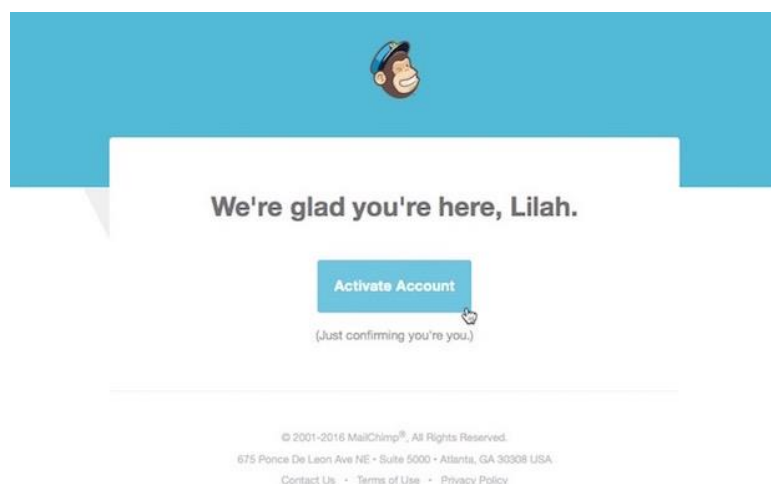 We're glad you're here, Lilah.
Activate Account
(Just confirming you're you.)
© 2001-2016 MailChimp®, All Rights Reserved.
675 Ponce De Leon Ave NE • Suite 5000 • Atlanta, GA 30308 USA
Contact Us • Terms of Use • Privacy Policy